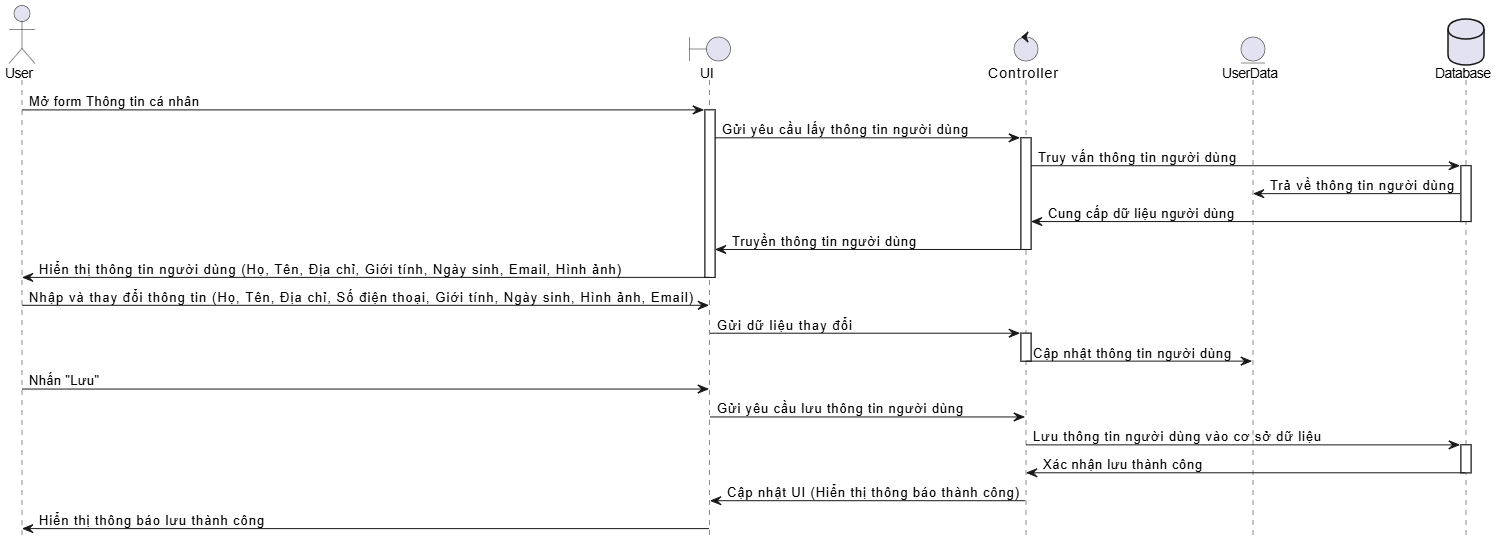 User
UI
Controller
UserData
Database
Mở form Thông tin cá nhân
Gửi yêu cầu lấy thông tin người dùng
Truy vấn thông tin người dùng
Trả về thông tin người dùng
Cung cấp dữ liệu người dùng
Truyền thông tin người dùng
Hiển thị thông tin người dùng (Họ, Tên, Địa chỉ, Giới tính, Ngày sinh, Email, Hình ảnh)
Nhập và thay đổi thông tin (Họ, Tên, Địa chỉ, Số điện thoại, Giới tính, Ngày sinh, Hình ảnh, Email)
Gửi dữ liệu thay đổi
Cập nhật thông tin người dùng
Nhấn "Lưu"
Gửi yêu cầu lưu thông tin người dùng
Lưu thông tin người dùng vào cơ sở dữ liệu
Xác nhận lưu thành công
Cập nhật UI (Hiển thị thông báo thành công)
Hiển thị thông báo lưu thành công